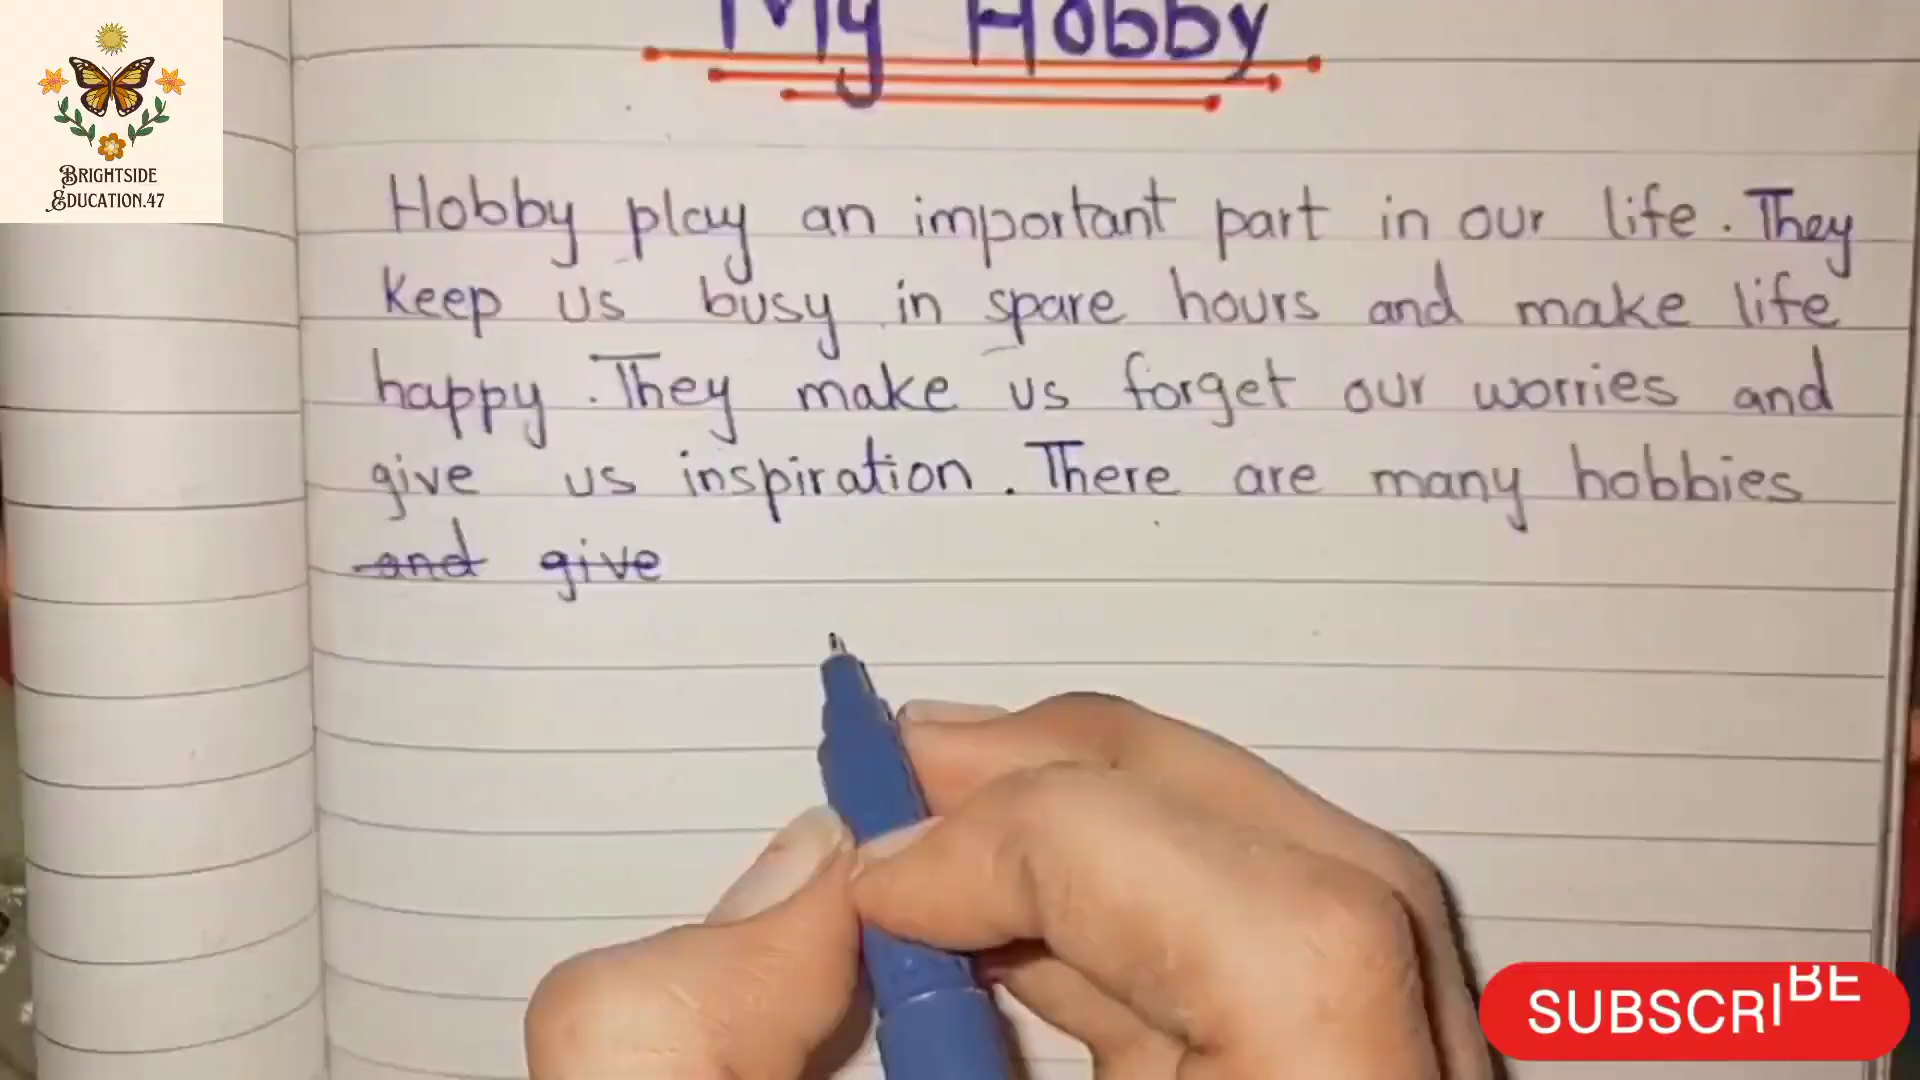 My Hobby
BRIGHTSIDE
EDUCATION.47
Hobby play an important part in our life. They
keep us busy in spare hours and make life
happy. They make us forget our worries and
give us inspiration. There are many hobbies
and give
SUBSCRIBE